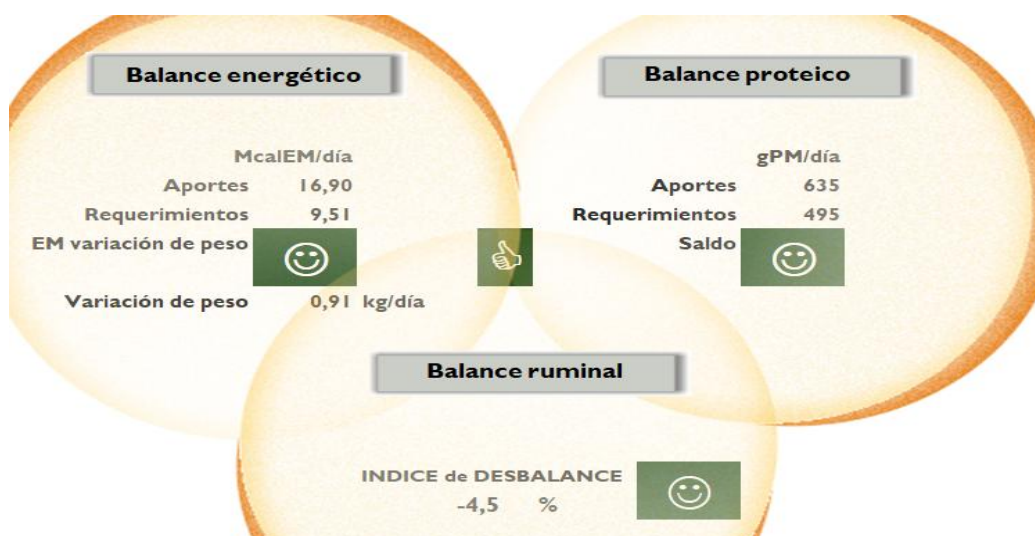 Balance energético
McalEM/día
Aportes 16,90
Requerimientos 9,51
EM variación de peso
Variación de peso 0,91 kg/día
Balance proteico
gPM/día
Aportes 635
Requerimientos 495
Saldo
Balance ruminal
INDICE de DESBALANCE
-4,5 %